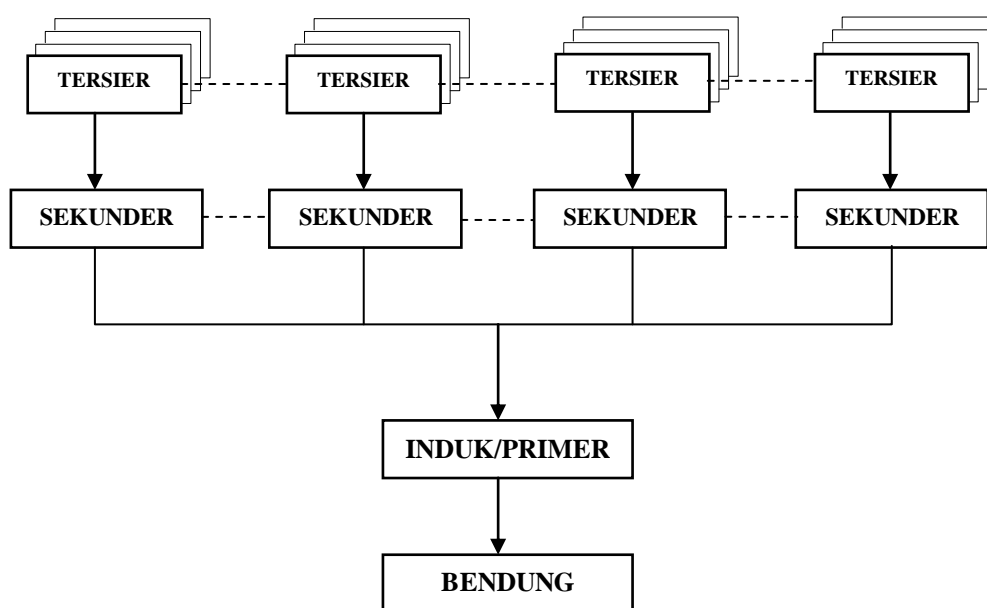 TERSIER
TERSIER
TERSIER
TERSIER
SEKUNDER
SEKUNDER
SEKUNDER
SEKUNDER
INDUK/PRIMER
BENDUNG